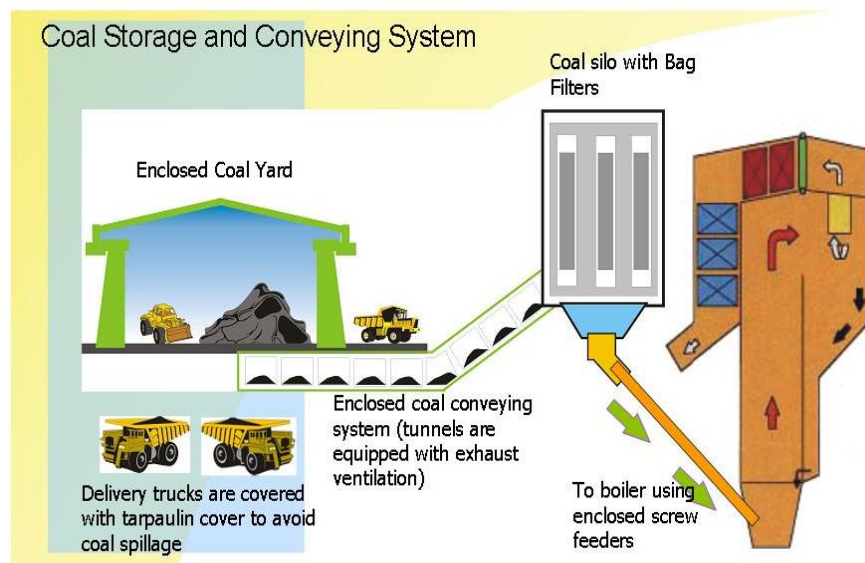 Coal Storage and Conveying System
Coal silo with Bag
Filters
Enclosed Coal Yard
Enclosed coal conveying
system (tunnels are
equipped with exhaust
ventilation)
Delivery trucks are covered
with tarpaulin cover to avoid
coal spillage
To boiler using
enclosed screw
feeders